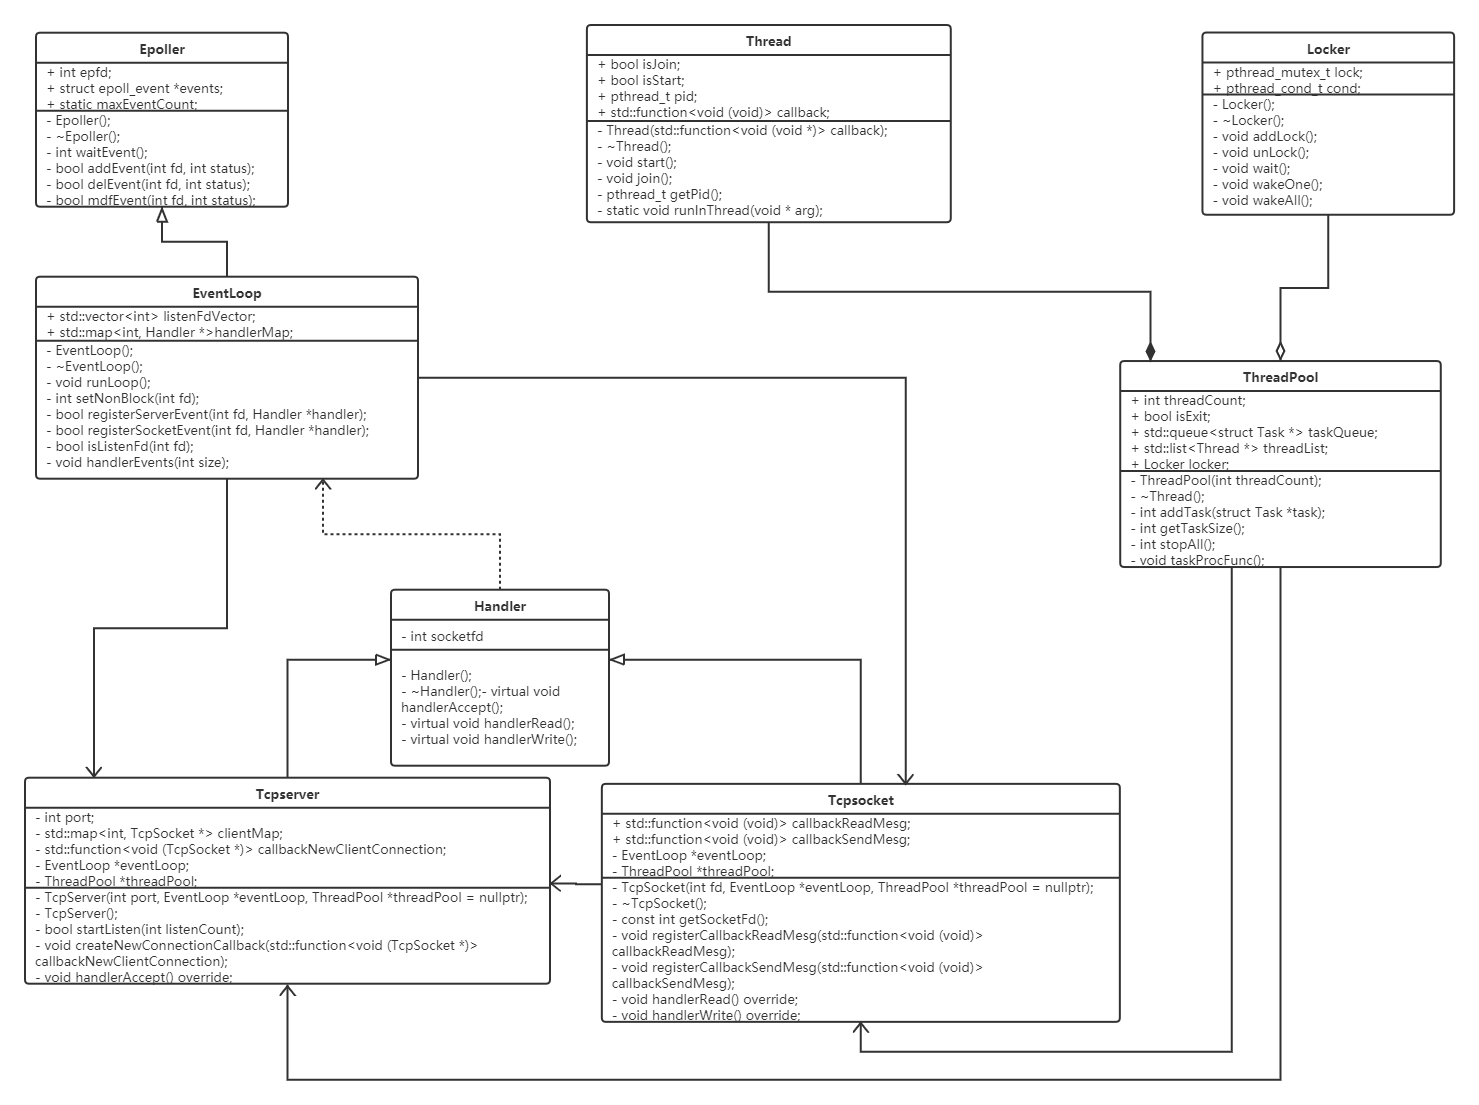 Epoller
+ int epfd;
+ struct epoll_event *events;
+ static maxEventCount;
- Epoller();
- ~Epoller();
- int waitEvent();
- bool addEvent(int fd, int status);
- bool delEvent(int fd, int status);
- bool mdfEvent(int fd, int status);
Thread
+ bool isJoin;
+ bool isStart;
+ pthread_t pid;
+ std::function<void (void)> callback;
- Thread(std::function<void (void *)> callback);
- ~Thread();
- void start();
- void join();
- pthread_t getPid();
- static void runInThread(void * arg);
Locker
+ pthread_mutex_t lock;
+ pthread_cond_t cond;
- Locker();
- ~Locker();
- void addLock();
- void unLock();
- void wait();
- void wakeOne();
- void wakeAll();
EventLoop
+ std::vector<int> listenFdVector;
+ std::map<int, Handler *>handlerMap;
- EventLoop();
- ~EventLoop();
- void runLoop();
- int setNonBlock(int fd);
- bool registerServerEvent(int fd, Handler *handler);
- bool registerSocketEvent(int fd, Handler *handler);
- bool isListenFd(int fd);
- void handlerEvents(int size);
ThreadPool
+ int threadCount;
+ bool isExit;
+ std::queue<struct Task *> taskQueue;
+ std::list<Thread *> threadList;
+ Locker locker;
- ThreadPool(int threadCount);
- ~Thread();
- int addTask(struct Task *task);
- int getTaskSize();
- int stopAll();
- void taskProcFunc();
Handler
- int socketfd
- Handler();
- ~Handler();- virtual void
handlerAccept();
- virtual void handlerRead();
- virtual void handlerWrite();
Tcpserver
- int port;
- std::map<int, TcpSocket *> clientMap;
- std::function<void (TcpSocket *)> callbackNewClientConnection;
- EventLoop *eventLoop;
- ThreadPool *threadPool;
- TcpServer(int port, EventLoop *eventLoop, ThreadPool *threadPool = nullptr);
- TcpServer();
- bool startListen(int listenCount);
- void createNewConnectionCallback(std::function<void (TcpSocket *)>
callbackNewClientConnection);
- void handlerAccept() override;
Tcpsocket
+ std::function<void (void)> callbackReadMesg;
+ std::function<void (void)> callbackSendMesg;
- EventLoop *eventLoop;
- ThreadPool *threadPool;
- TcpSocket(int fd, EventLoop *eventLoop, ThreadPool *threadPool = nullptr);
- ~TcpSocket();
- const int getSocketFd();
- void registerCallbackReadMesg(std::function<void (void)>
callbackReadMesg);
- void registerCallbackSendMesg(std::function<void (void)>
callbackSendMesg);
- void handlerRead() override;
- void handlerWrite() override;